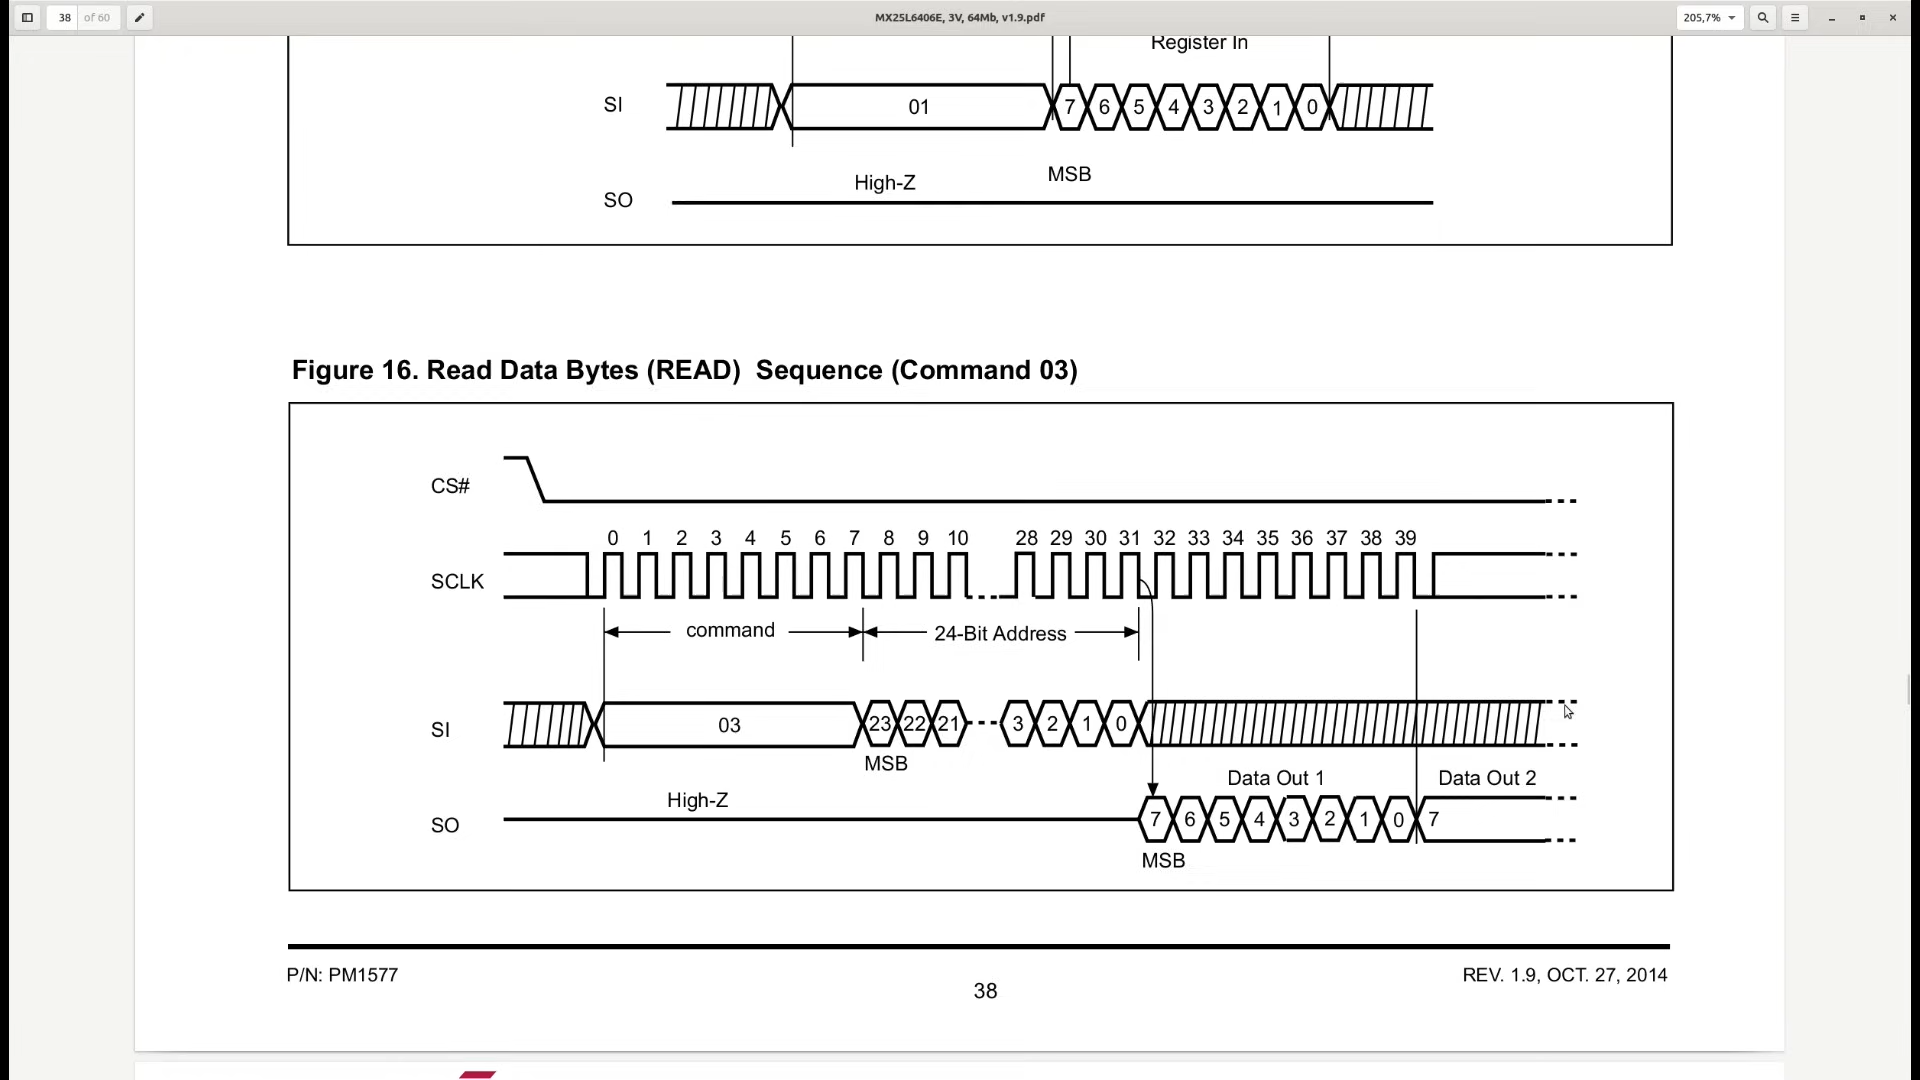 38 of 60
MX25L6406E, 3V, 64Mb, v1.9.pdf
205,7%
Register In
SI 01 7 6 5 4 3 2 1 0
MSB
High-Z
SO
Figure 16. Read Data Bytes (READ) Sequence (Command 03)
CS#
0 1 2 3 4 5 6 7 8 9 10 28 29 30 31 32 33 34 35 36 37 38 39
SCLK
command 24-Bit Address
SI 03 23 22 21 3 2 1 0
MSB
Data Out 1 Data Out 2
High-Z
SO 7 6 5 4 3 2 1 0 7
MSB
P/N: PM1577 REV. 1.9, OCT. 27, 2014
38